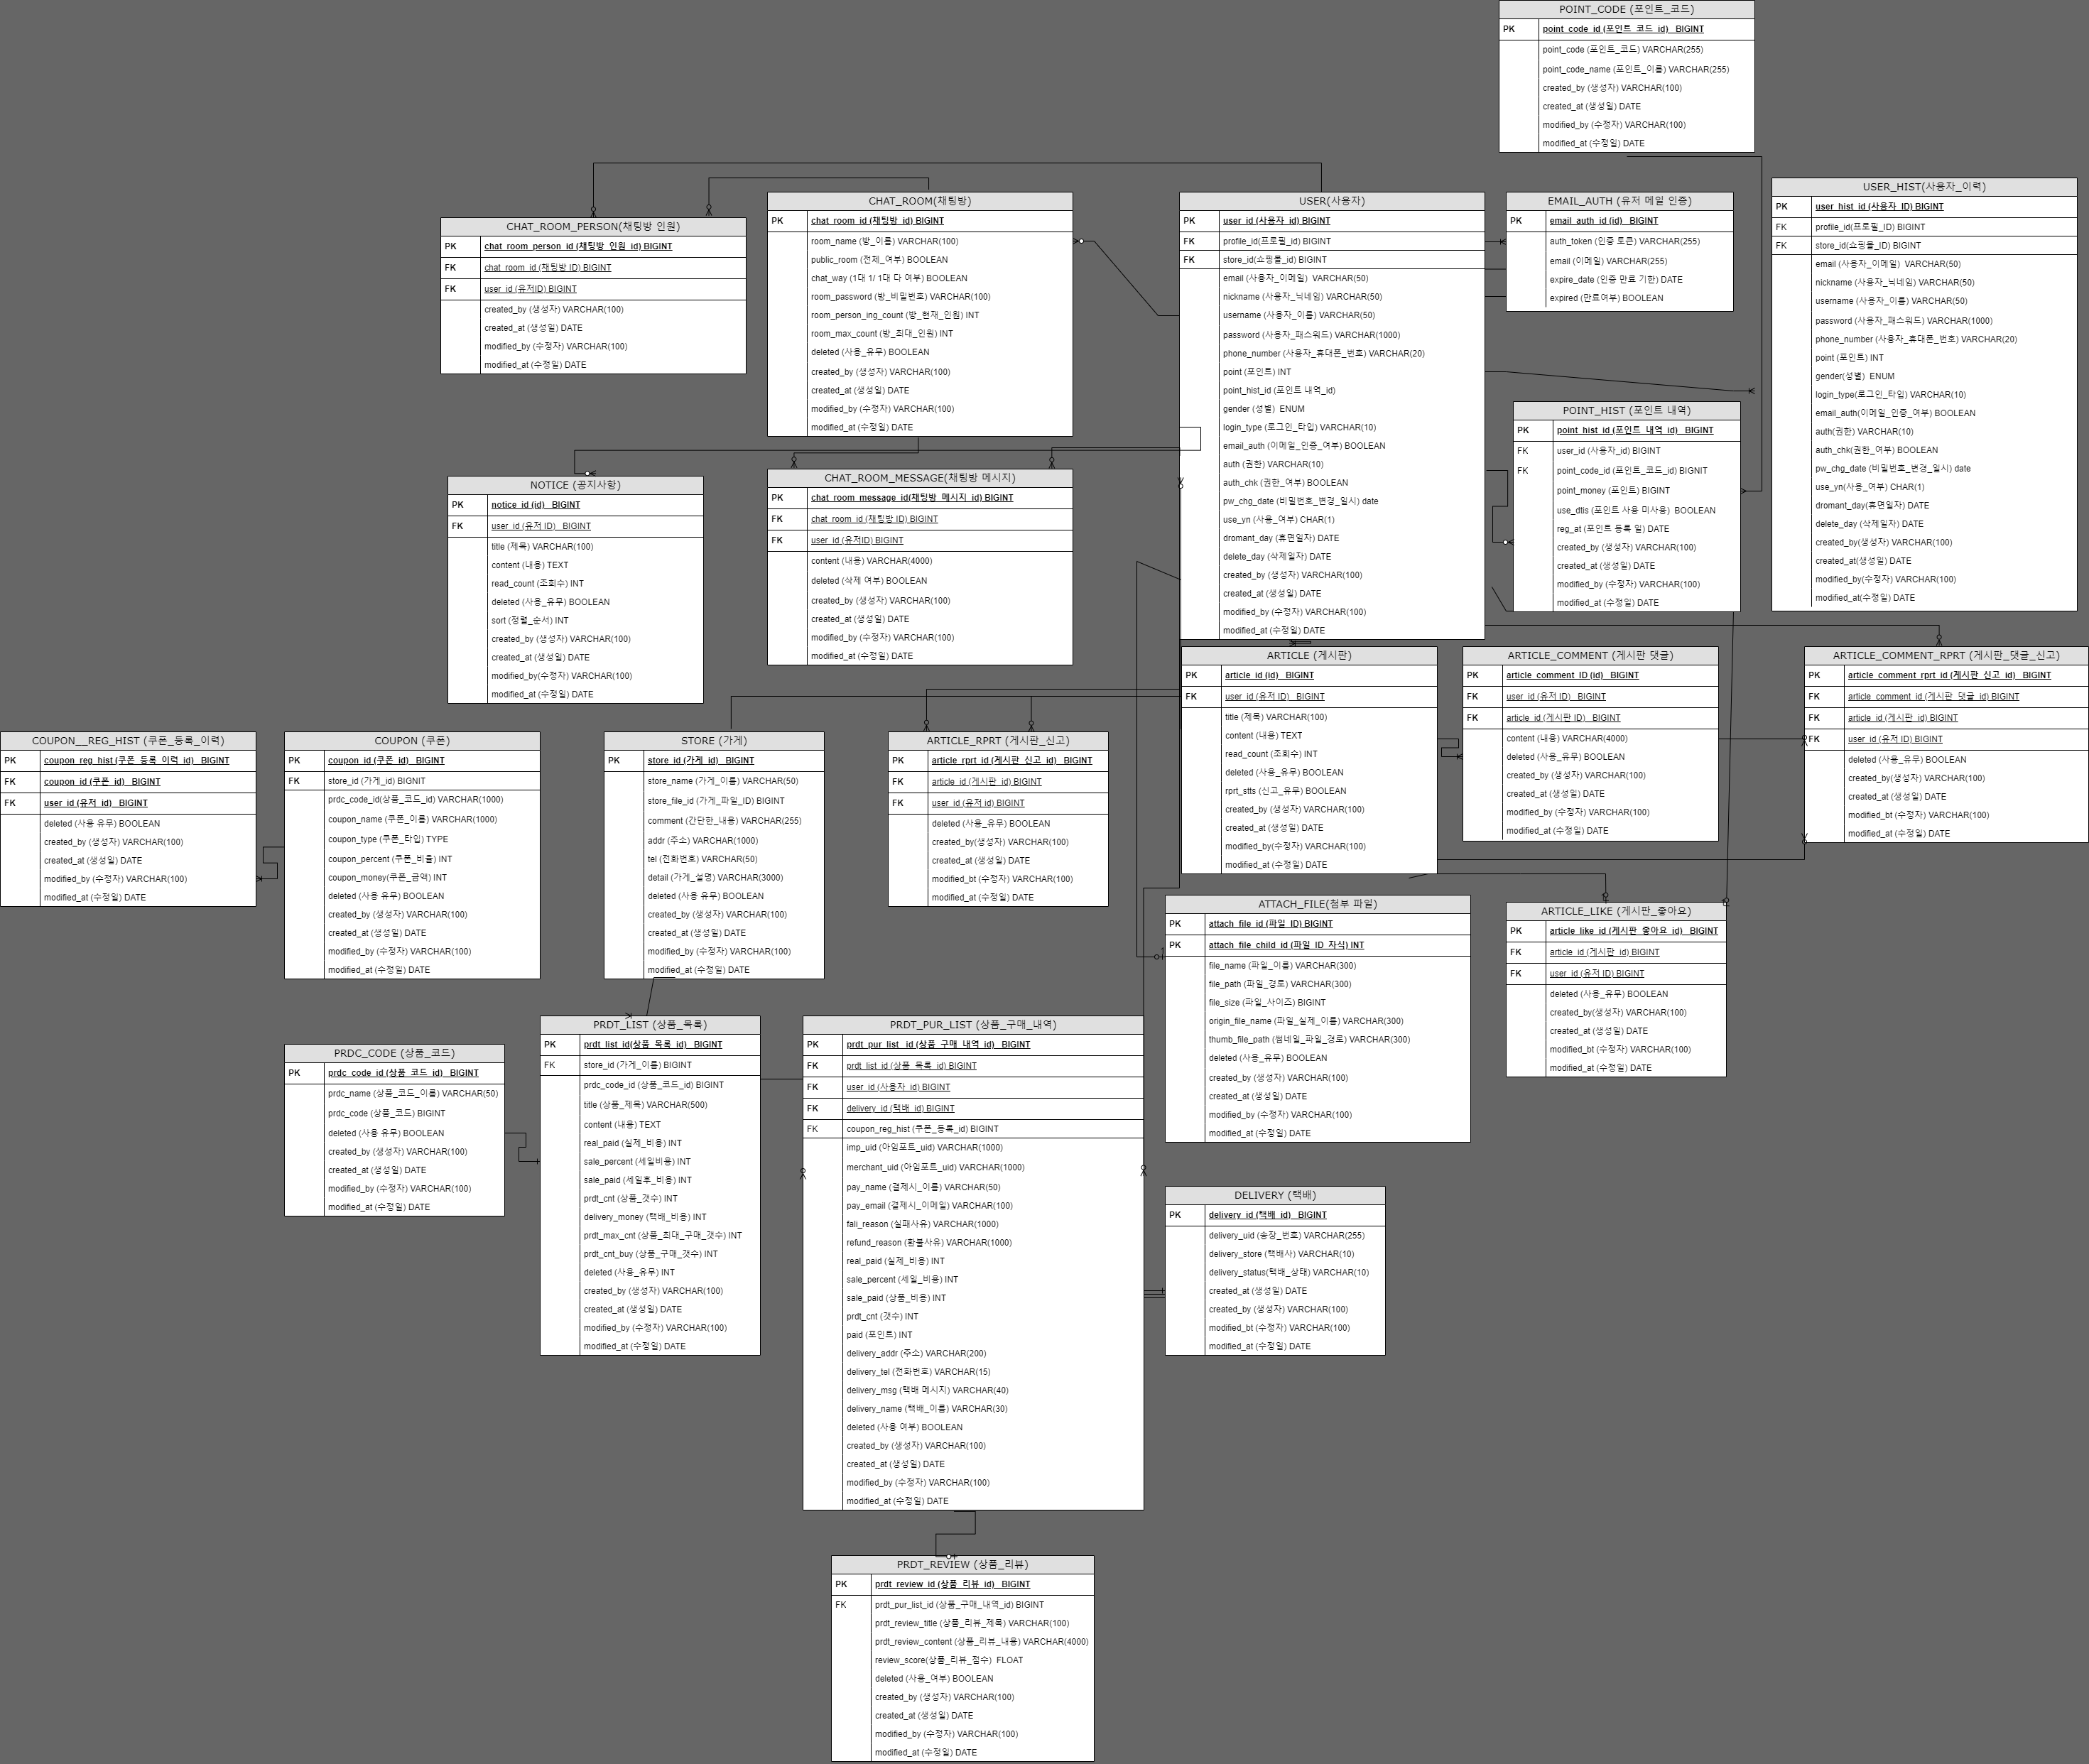 POINT_CODE (포인트_코드)
PK point_code_id (포인트_코드_id) BIGINT
point_code (포인트_코드) VARCHAR(255)
point_code_name (포인트_이름) VARCHAR(255)
created_by (생성자) VARCHAR(100)
created_at (생성일) DATE
modified_by (수정자) VARCHAR(100)
modified_at (수정일) DATE
CHAT_ROOM_PERSON(채팅방 인원)
PK chat_room_person_id (채팅방_인원_id) BIGINT
FK chat_room_id (채팅방 ID) BIGINT
FK user_id (유저ID) BIGINT
created_by (생성자) VARCHAR(100)
created_at (생성일) DATE
modified_by (수정자) VARCHAR(100)
modified_at (수정일) DATE
CHAT_ROOM(채팅방)
PK chat_room_id (채팅방_id) BIGINT
room_name (방_이름) VARCHAR(100)
public_room (전체_여부) BOOLEAN
chat_way (1대 1/ 1대 다 여부) BOOLEAN
room_password (방_비밀번호) VARCHAR(100)
room_person_ing_count (방_현재_인원) INT
room_max_count (방_최대_인원) INT
deleted (사용_유무) BOOLEAN
created_by (생성자) VARCHAR(100)
created_at (생성일) DATE
modified_by (수정자) VARCHAR(100)
modified_at (수정일) DATE
USER(사용자)
PK user_id (사용자_id) BIGINT
FK profile_id(프로필_id) BIGINT
FK store_id(쇼핑몰_id) BIGINT
email (사용자_이메일) VARCHAR(50)
nickname (사용자_닉네임) VARCHAR(50)
username (사용자_이름) VARCHAR(50)
password (사용자_패스워드) VARCHAR(1000)
phone_number (사용자_휴대폰_번호) VARCHAR(20)
point (포인트) INT
point_hist_id (포인트 내역_id)
gender (성별) ENUM
login_type (로그인_타입) VARCHAR(10)
email_auth (이메일_인증_여부) BOOLEAN
auth (권한) VARCHAR(10)
auth_chk (권한_여부) BOOLEAN
pw_chg_date (비밀번호_변경_일시) date
use_yn (사용_여부) CHAR(1)
dromant_day (휴면일자) DATE
delete_day (삭제일자) DATE
created_by (생성자) VARCHAR(100)
created_at (생성일) DATE
modified_by (수정자) VARCHAR(100)
modified_at (수정일) DATE
EMAIL_AUTH (유저 메일 인증)
PK email_auth_id (id) BIGINT
auth_token (인증 토큰) VARCHAR(255)
email (이메일) VARCHAR(255)
expire_date (인증 만료 기한) DATE
expired (만료여부) BOOLEAN
USER_HIST(사용자_이력)
PK user_hist_id (사용자_ID) BIGINT
FK profile_id(프로필_ID) BIGINT
FK store_id(쇼핑몰_ID) BIGINT
email (사용자_이메일) VARCHAR(50)
nickname (사용자_닉네임) VARCHAR(50)
username (사용자_이름) VARCHAR(50)
password (사용자_패스워드) VARCHAR(1000)
phone_number (사용자_휴대폰_번호) VARCHAR(20)
point (포인트) INT
gender(성별) ENUM
login_type(로그인_타입) VARCHAR(10)
email_auth(이메일_인증_여부) BOOLEAN
auth(권한) VARCHAR(10)
auth_chk(권한_여부) BOOLEAN
pw_chg_date (비밀번호_변경_일시) date
use_yn(사용_여부) CHAR(1)
dromant_day(휴면일자) DATE
delete_day (삭제일자) DATE
created_by(생성자) VARCHAR(100)
created_at(생성일) DATE
modified_by(수정자) VARCHAR(100)
modified_at(수정일) DATE
POINT_HIST (포인트 내역)
PK point_hist_id (포인트_내역_id) BIGINT
FK user_id (사용자_id) BIGINT
FK point_code_id (포인트_코드_id) BIGNIT
point_money (포인트) BIGINT
use_dtis (포인트 사용 미사용) BOOLEAN
reg_at (포인트 등록 일) DATE
created_by (생성자) VARCHAR(100)
created_at (생성일) DATE
modified_by (수정자) VARCHAR(100)
modified_at (수정일) DATE
NOTICE (공지사항)
PK notice_id (id) BIGINT
FK user_id (유저 ID) BIGINT
title (제목) VARCHAR(100)
content (내용) TEXT
read_count (조회수) INT
deleted (사용_유무) BOOLEAN
sort (정렬_순서) INT
created_by (생성자) VARCHAR(100)
created_at (생성일) DATE
modified_by(수정자) VARCHAR(100)
modified_at (수정일) DATE
CHAT_ROOM_MESSAGE(채팅방 메시지)
PK chat_room_message_id(채팅방_메시지_id) BIGINT
FK chat_room_id (채팅방 ID) BIGINT
FK user_id (유저ID) BIGINT
content (내용) VARCHAR(4000)
deleted (삭제 여부) BOOLEAN
created_by (생성자) VARCHAR(100)
created_at (생성일) DATE
modified_by (수정자) VARCHAR(100)
modified_at (수정일) DATE
ARTICLE (게시판)
PK article_id (id) BIGINT
FK user_id (유저 ID) BIGINT
title (제목) VARCHAR(100)
content (내용) TEXT
read_count (조회수) INT
deleted (사용_유무) BOOLEAN
rprt_stts (신고_유무) BOOLEAN
created_by (생성자) VARCHAR(100)
created_at (생성일) DATE
modified_by(수정자) VARCHAR(100)
modified_at (수정일) DATE
ARTICLE_COMMENT (게시판 댓글)
PK article_comment_ID (id) BIGINT
FK user_id (유저 ID) BIGINT
FK article_id (게시판 ID) BIGINT
content (내용) VARCHAR(4000)
deleted (사용_유무) BOOLEAN
created_by (생성자) VARCHAR(100)
created_at (생성일) DATE
modified_by (수정자) VARCHAR(100)
modified_at (수정일) DATE
ARTICLE_COMMENT_RPRT (게시판_댓글_신고)
PK article_comment_rprt_id (게시판_신고_id) BIGINT
FK article_comment_id (게시판_댓글_id) BIGINT
FK article_id (게시판_id) BIGINT
FK user_id (유저 ID) BIGINT
deleted (사용_유무) BOOLEAN
created_by(생성자) VARCHAR(100)
created_at (생성일) DATE
modified_bt (수정자) VARCHAR(100)
modified_at (수정일) DATE
COUPON__REG_HIST (쿠폰_등록_이력)
PK coupon_reg_hist (쿠폰_등록_이력_id) BIGINT
FK coupon_id (쿠폰_id) BIGINT
FK user_id (유저_id) BIGINT
deleted (사용 유무) BOOLEAN
created_by (생성자) VARCHAR(100)
created_at (생성일) DATE
modified_by (수정자) VARCHAR(100)
modified_at (수정일) DATE
COUPON (쿠폰)
PK coupon_id (쿠폰_id) BIGINT
FK store_id (가게_id) BIGNIT
prdc_code_id(상품_코드_id) VARCHAR(1000)
coupon_name (쿠폰_이름) VARCHAR(1000)
coupon_type (쿠폰_타입) TYPE
coupon_percent (쿠폰_비율) INT
coupon_money(쿠폰_금액) INT
deleted (사용 유무) BOOLEAN
created_by (생성자) VARCHAR(100)
created_at (생성일) DATE
modified_by (수정자) VARCHAR(100)
modified_at (수정일) DATE
STORE (가게)
PK store_id (가게_id) BIGINT
store_name (가게_이름) VARCHAR(50)
store_file_id (가게_파일_ID) BIGINT
comment (간단한_내용) VARCHAR(255)
addr (주소) VARCHAR(1000)
tel (전화번호) VARCHAR(50)
detail (가게_설명) VARCHAR(3000)
deleted (사용 유무) BOOLEAN
created_by (생성자) VARCHAR(100)
created_at (생성일) DATE
modified_by (수정자) VARCHAR(100)
modified_at (수정일) DATE
ARTICLE_RPRT (게시판_신고)
PK article_rprt_id (게시판_신고_id) BIGINT
FK article_id (게시판_id) BIGINT
FK user_id (유저 id) BIGINT
deleted (사용_유무) BOOLEAN
created_by(생성자) VARCHAR(100)
created_at (생성일) DATE
modified_bt (수정자) VARCHAR(100)
modified_at (수정일) DATE
ATTACH_FILE(첨부 파일)
PK attach_file_id (파일_ID) BIGINT
PK attach_file_child_id (파일_ID_자식) INT
file_name (파일_이름) VARCHAR(300)
file_path (파일_경로) VARCHAR(300)
file_size (파일_사이즈) BIGINT
origin_file_name (파일_실제_이름) VARCHAR(300)
thumb_file_path (썸네일_파일_경로) VARCHAR(300)
deleted (사용_유무) BOOLEAN
created_by (생성자) VARCHAR(100)
created_at (생성일) DATE
modified_by (수정자) VARCHAR(100)
modified_at (수정일) DATE
ARTICLE_LIKE (게시판_좋아요)
PK article_like_id (게시판_좋아요_id) BIGINT
FK article_id (게시판_id) BIGINT
FK user_id (유저 ID) BIGINT
deleted (사용_유무) BOOLEAN
created_by(생성자) VARCHAR(100)
created_at (생성일) DATE
modified_bt (수정자) VARCHAR(100)
modified_at (수정일) DATE
PRDC_CODE (상품_코드)
PK prdc_code_id (상품_코드_id) BIGINT
prdc_name (상품_코드_이름) VARCHAR(50)
prdc_code (상품_코드) BIGINT
deleted (사용 유무) BOOLEAN
created_by (생성자) VARCHAR(100)
created_at (생성일) DATE
modified_by (수정자) VARCHAR(100)
modified_at (수정일) DATE
PRDT_LIST (상품_목록)
PK prdt_list_id(상품_목록_id) BIGINT
FK store_id (가게_이름) BIGINT
prdc_code_id (상품_코드_id) BIGINT
title (상품_제목) VARCHAR(500)
content (내용) TEXT
real_paid (실제_비용) INT
sale_percent (세일비용) INT
sale_paid (세일후_비용) INT
prdt_cnt (상품_갯수) INT
delivery_money (택배_비용) INT
prdt_max_cnt (상품_최대_구매_갯수) INT
prdt_cnt_buy (상품_구매_갯수) INT
deleted (사용_유무) INT
created_by (생성자) VARCHAR(100)
created_at (생성일) DATE
modified_by (수정자) VARCHAR(100)
modified_at (수정일) DATE
PRDT_PUR_LIST (상품_구매_내역)
PK prdt_pur_list_ id (상품_구매_내역_id) BIGINT
FK prdt_list_id (상품_목록_id) BIGINT
FK user_id (사용자_id) BIGINT
FK delivery_id (택배_id) BIGINT
FK coupon_reg_hist (쿠폰_등록_id) BIGINT
imp_uid (아임포트_uid) VARCHAR(1000)
merchant_uid (아임포트_uid) VARCHAR(1000)
pay_name (결제시_이름) VARCHAR(50)
pay_email (결제시_이메일) VARCHAR(100)
fali_reason (실패사유) VARCHAR(1000)
refund_reason (환불사유) VARCHAR(1000)
real_paid (실제_비용) INT
sale_percent (세일_비용) INT
sale_paid (상품_비용) INT
prdt_cnt (갯수) INT
paid (포인트) INT
delivery_addr (주소) VARCHAR(200)
delivery_tel (전화번호) VARCHAR(15)
delivery_msg (택배 메시지) VARCHAR(40)
delivery_name (택배_이름) VARCHAR(30)
deleted (사용 여부) BOOLEAN
created_by (생성자) VARCHAR(100)
created_at (생성일) DATE
modified_by (수정자) VARCHAR(100)
modified_at (수정일) DATE
DELIVERY (택배)
PK delivery_id (택배_id) BIGINT
delivery_uid (송장_번호) VARCHAR(255)
delivery_store (택배사) VARCHAR(10)
delivery_status(택배_상태) VARCHAR(10)
created_at (생성일) DATE
created_by (생성자) VARCHAR(100)
modified_bt (수정자) VARCHAR(100)
modified_at (수정일) DATE
PRDT_REVIEW (상품_리뷰)
PK prdt_review_id (상품_리뷰_id) BIGINT
FK prdt_pur_list_id (상품_구매_내역_id) BIGINT
prdt_review_title (상품_리뷰_제목) VARCHAR(100)
prdt_review_content (상품_리뷰_내용) VARCHAR(4000)
review_score(상품_리뷰_점수) FLOAT
deleted (사용_여부) BOOLEAN
created_by (생성자) VARCHAR(100)
created_at (생성일) DATE
modified_by (수정자) VARCHAR(100)
modified_at (수정일) DATE